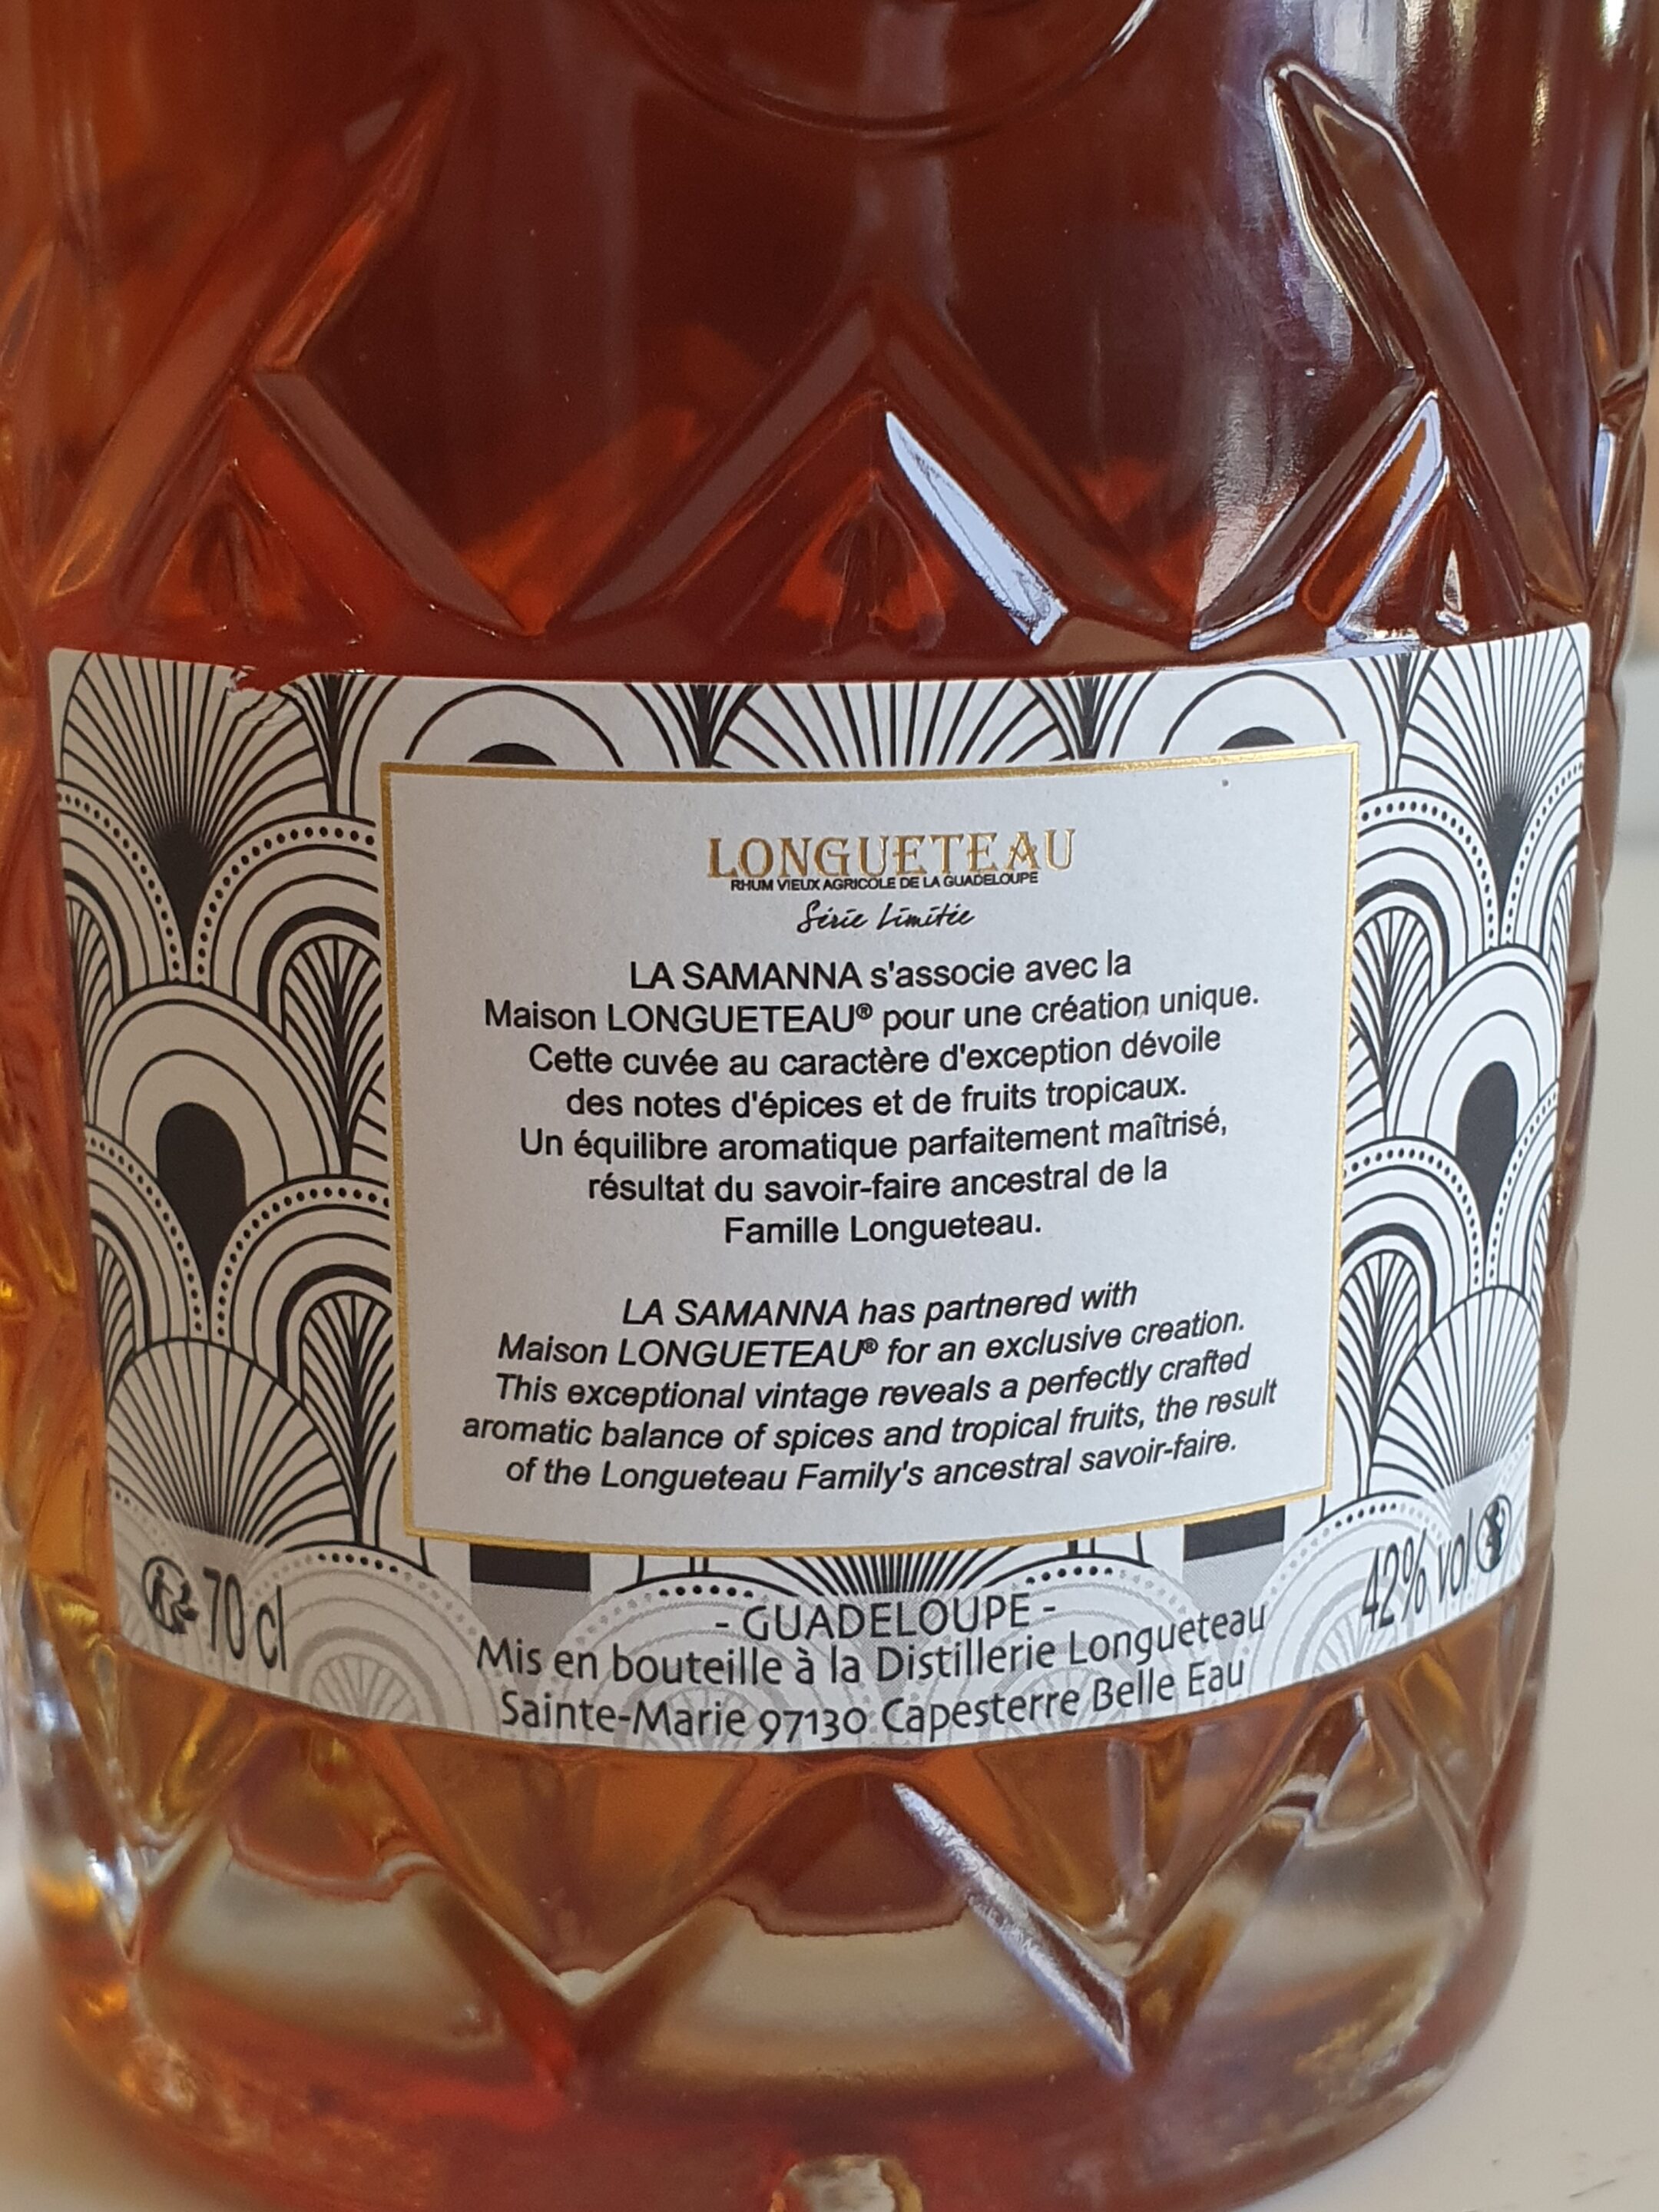 LONGUETEAU
RHUM VIEUX AGRICOLE DE LA GUADELOUPE
Série Limitée
LA SAMANNA s'associe avec la
Maison LONGUETEAU® pour une création unique.
Cette cuvée au caractère d'exception dévoile
des notes d'épices et de fruits tropicaux.
Un équilibre aromatique parfaitement maîtrisé,
résultat du savoir-faire ancestral de la
Famille Longueteau.
LA SAMANNA has partnered with
Maison LONGUETEAU® for an exclusive creation.
This exceptional vintage reveals a perfectly crafted
aromatic balance of spices and tropical fruits, the result
of the Longueteau Family's ancestral savoir-faire.
70 cl
42% vol
- GUADELOUPE -
Mis en bouteille à la Distillerie Longueteau
Sainte-Marie 97130 Capesterre Belle Eau